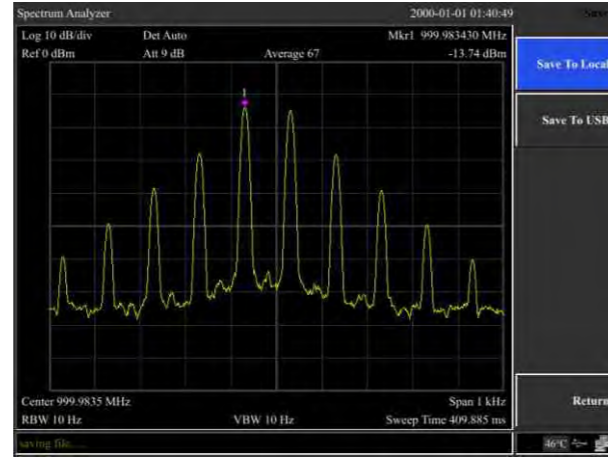 Spectrum Analyzer 2000-01-01 01:40:49 Save
Log 10 dB/div Det Auto Mkr1 999.983430 MHz
Ref 0 dBm Att 9 dB Average 67 -13.74 dBm
1
Save To Local
Save To USB
Center 999.9835 MHz Span 1 kHz
RBW 10 Hz VBW 10 Hz Sweep Time 409.885 ms
Return
saving file....
46°C